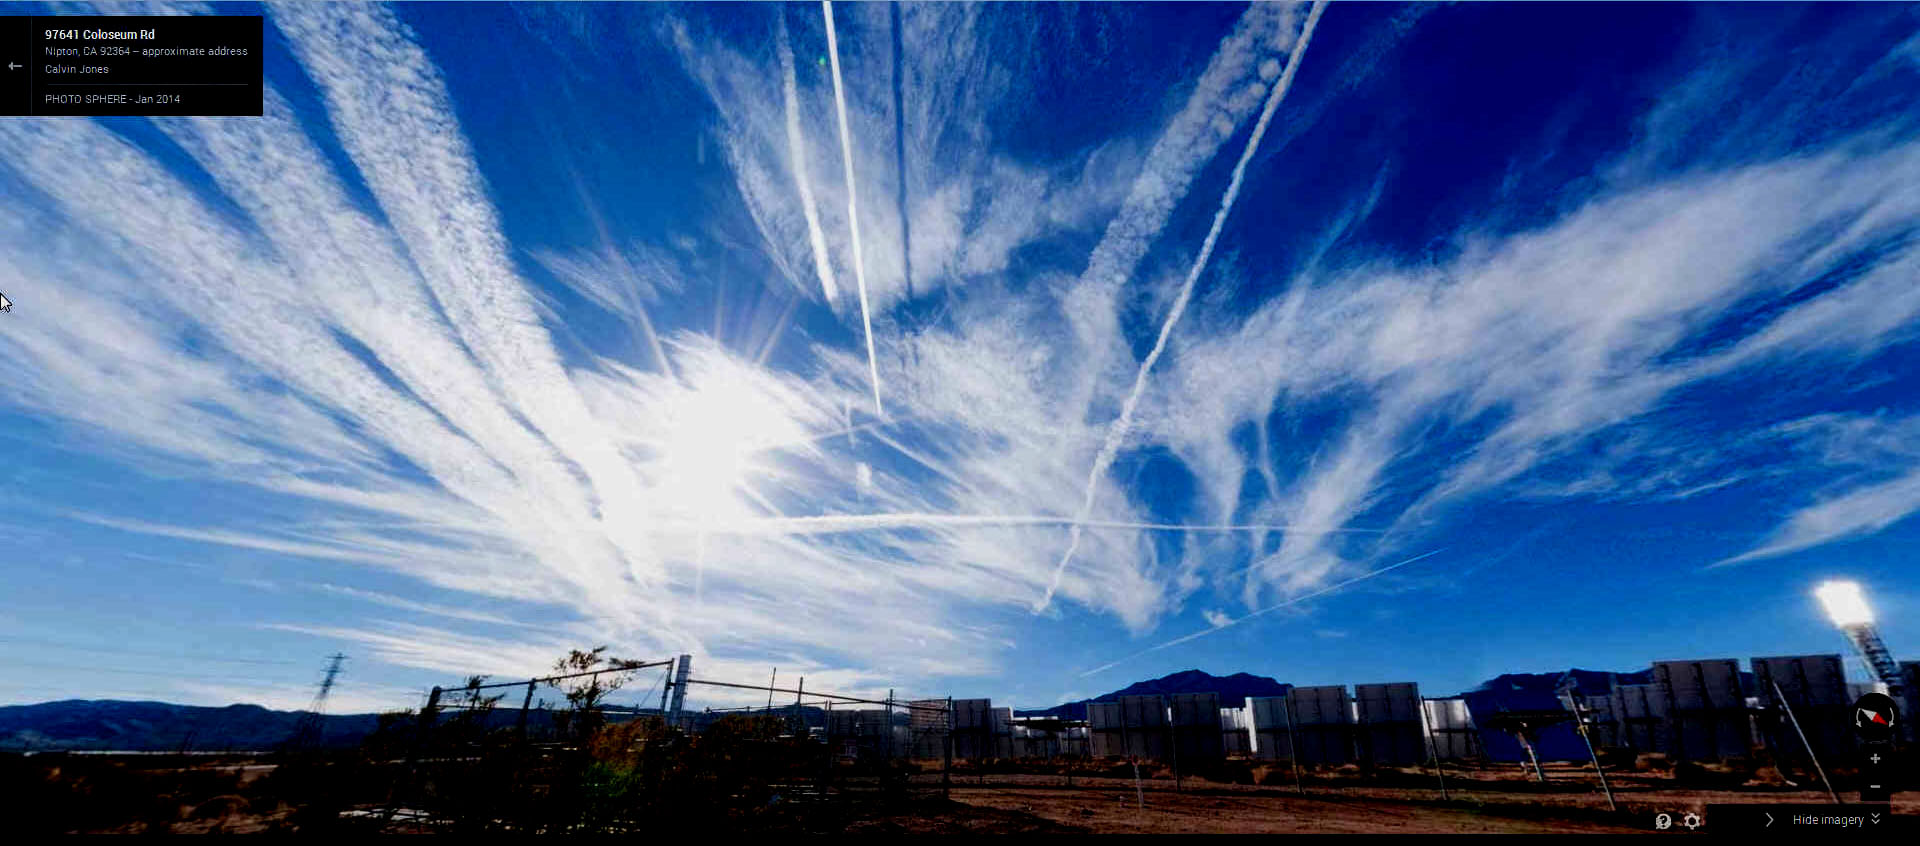 97641 Coloseum Rd
Nipton, CA 92364 – approximate address
Calvin Jones
PHOTO SPHERE - Jan 2014
Hide imagery